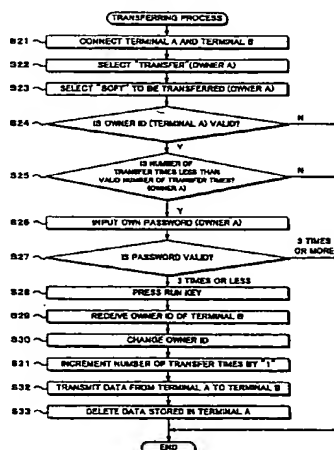 TRANSFERRING PROCESS
S21
CONNECT TERMINAL A AND TERMINAL B
S22
SELECT "TRANSFER" (OWNER A)
S23
SELECT "SOFT" TO BE TRANSFERRED (OWNER A)
S24
IS OWNER ID (TERMINAL A) VALID?
N
Y
S25
IS NUMBER OF
TRANSFER TIMES LESS THAN
VALID NUMBER OF TRANSFER TIMES?
(OWNER A)
N
Y
S26
INPUT OWN PASSWORD (OWNER A)
S27
IS PASSWORD VALID?
3 TIMES
OR MORE
3 TIMES OR LESS
S28
PRESS RUN KEY
S29
RECEIVE OWNER ID OF TERMINAL B
S30
CHANGE OWNER ID
S31
INCREMENT NUMBER OF TRANSFER TIMES BY "1"
S32
TRANSMIT DATA FROM TERMINAL A TO TERMINAL B
S33
DELETE DATA STORED IN TERMINAL A
END